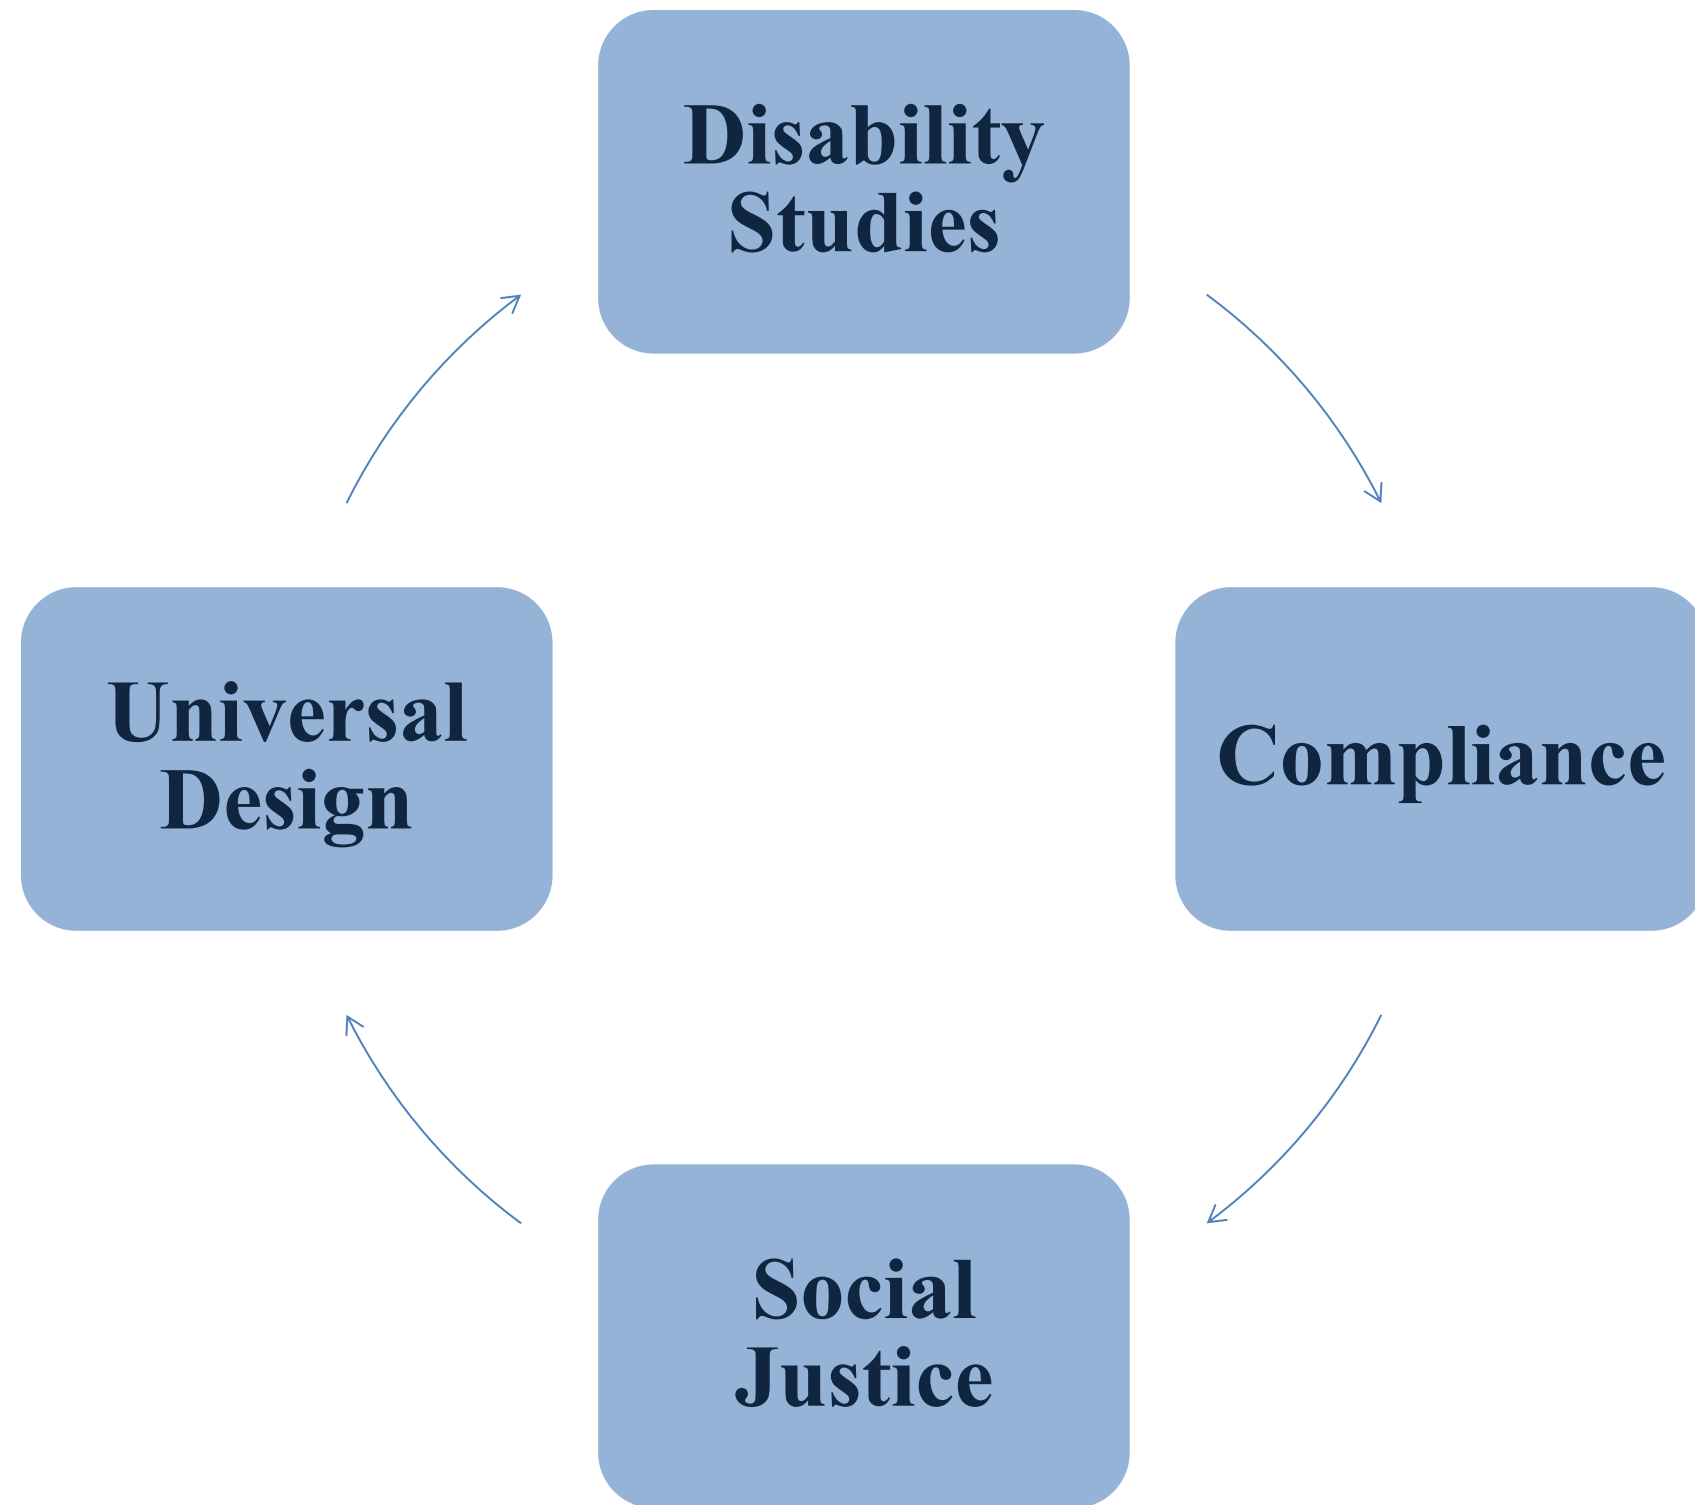 Disability
Studies
Universal
Design
Compliance
Social
Justice